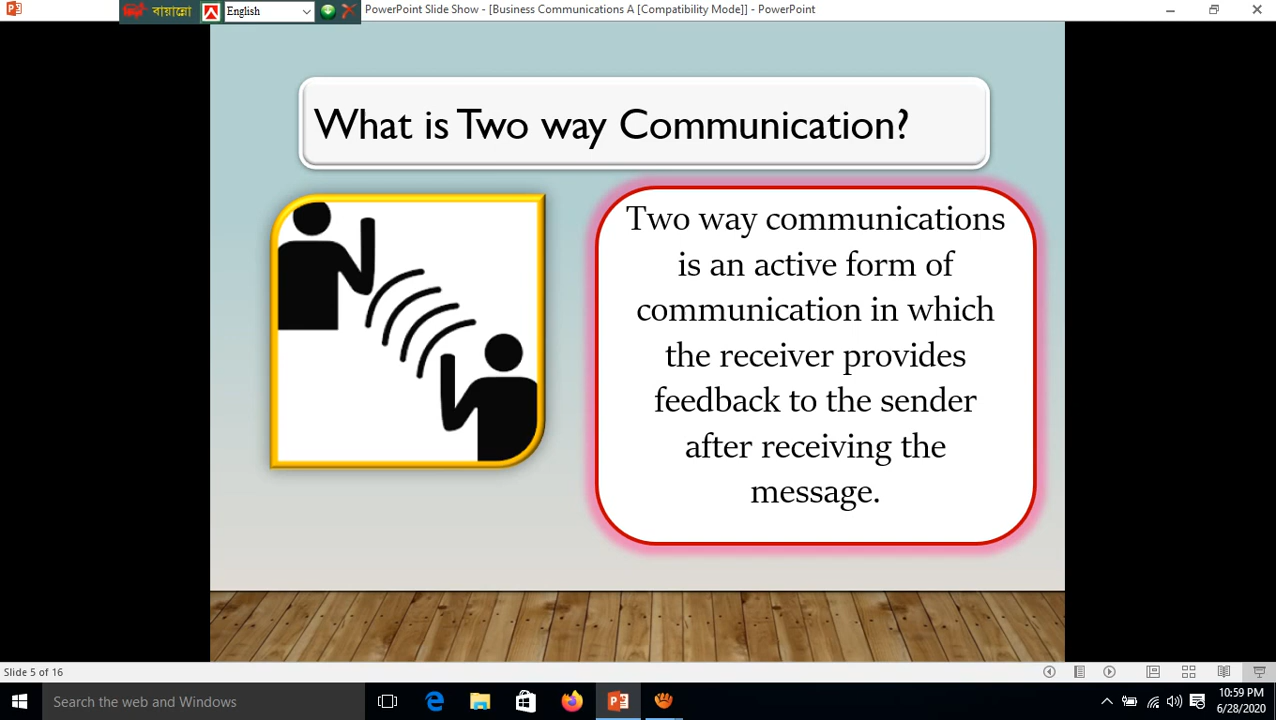 বায়ান্নো
English
PowerPoint Slide Show - [Business Communications A [Compatibility Mode]] - PowerPoint
What is Two way Communication?
Two way communications
is an active form of
communication in which
the receiver provides
feedback to the sender
after receiving the
message.
Slide 5 of 16
Search the web and Windows
10:59 PM
6/28/2020